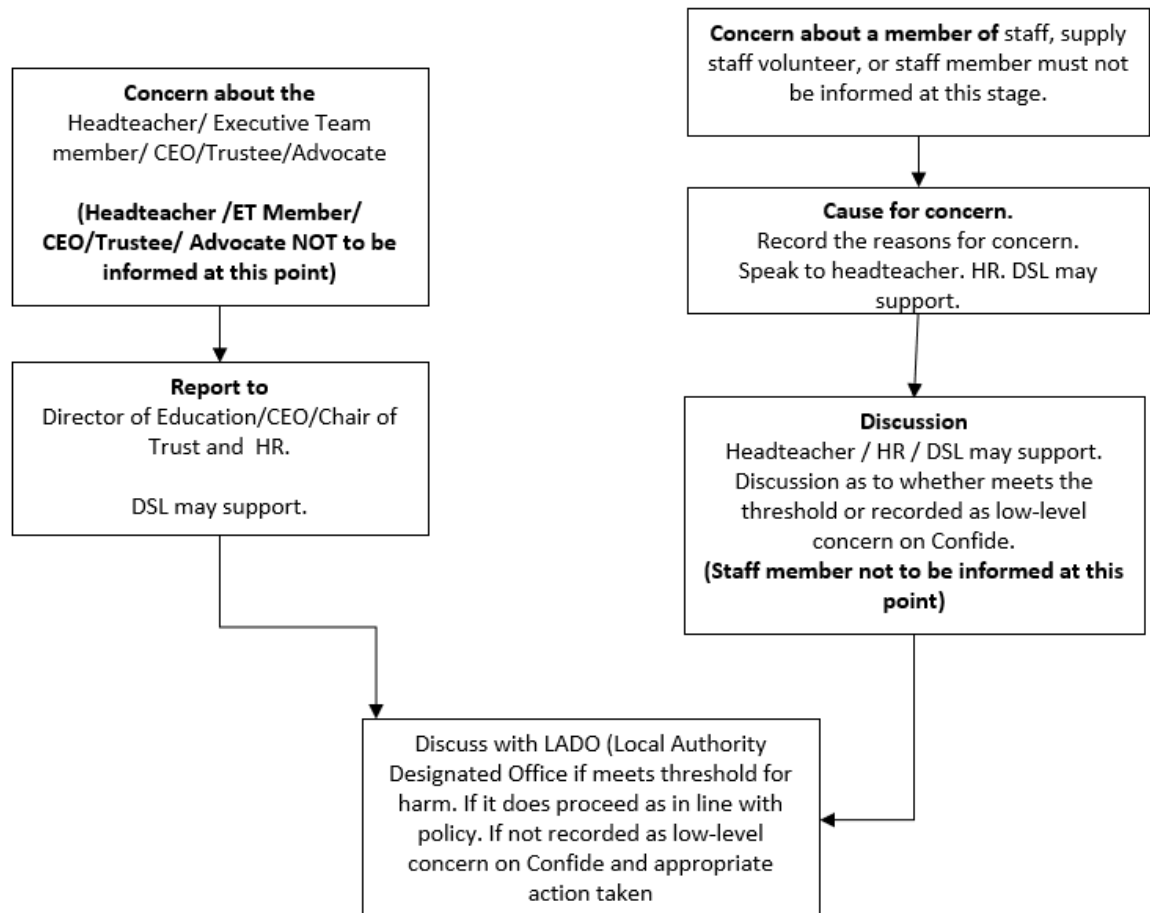 Concern about the
Headteacher/ Executive Team
member/ CEO/Trustee/Advocate
(Headteacher /ET Member/
CEO/Trustee/ Advocate NOT to be
informed at this point)
Report to
Director of Education/CEO/Chair of
Trust and  HR.
DSL may support.
Concern about a member of staff, supply
staff volunteer, or staff member must not
be informed at this stage.
Cause for concern.
Record the reasons for concern.
Speak to headteacher. HR. DSL may
support.
Discussion
Headteacher / HR / DSL may support.
Discussion as to whether meets the
threshold or recorded as low-level
concern on Confide.
(Staff member not to be informed at this
point)
Discuss with LADO (Local Authority
Designated Office if meets threshold for
harm. If it does proceed as in line with
policy. If not recorded as low-level
concern on Confide and appropriate
action taken